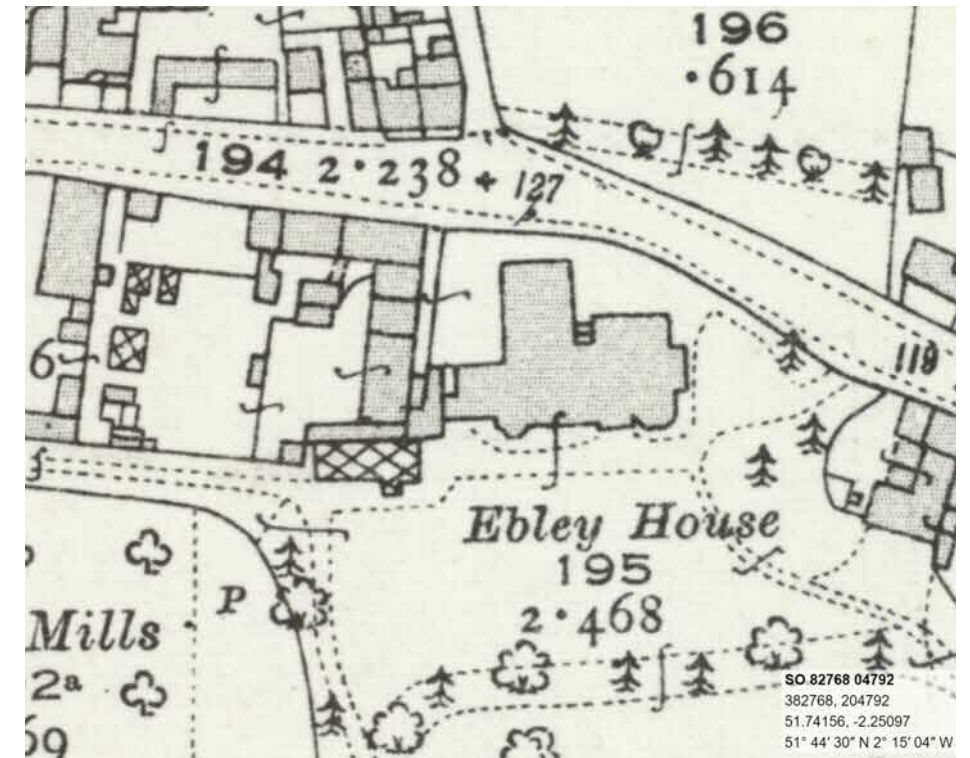 196
·614
194 2·238 + 127
6
119
Ebley House
195
2·468
P
Mills
2ª
69
SO 82768 04792
382768, 204792
51.74156, -2.25097
51° 44′ 30″ N 2° 15′ 04″ W